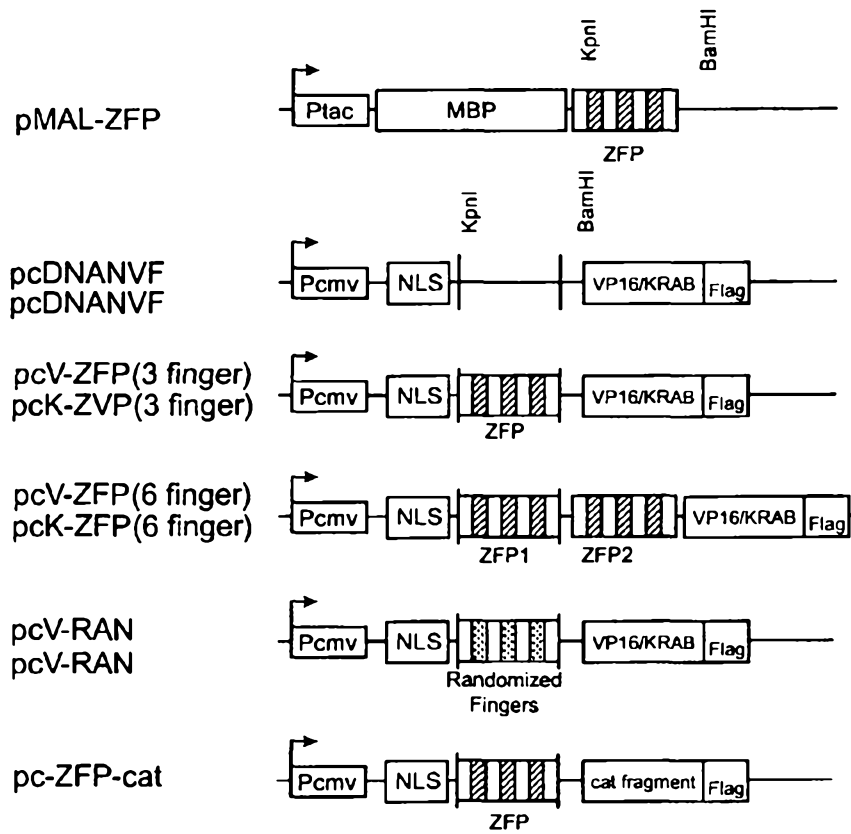 KpnI
BamHI
pMAL-ZFP
Ptac
MBP
ZFP
KpnI
BamHI
pcDNANVF
pcDNANVF
Pcmv
NLS
VP16/KRAB
Flag
pcV-ZFP(3 finger)
pcK-ZVP(3 finger)
Pcmv
NLS
VP16/KRAB
Flag
ZFP
pcV-ZFP(6 finger)
pcK-ZFP(6 finger)
Pcmv
NLS
VP16/KRAB
Flag
ZFP1
ZFP2
pcV-RAN
pcV-RAN
Pcmv
NLS
VP16/KRAB
Flag
Randomized
Fingers
pc-ZFP-cat
Pcmv
NLS
cat fragment
Flag
ZFP